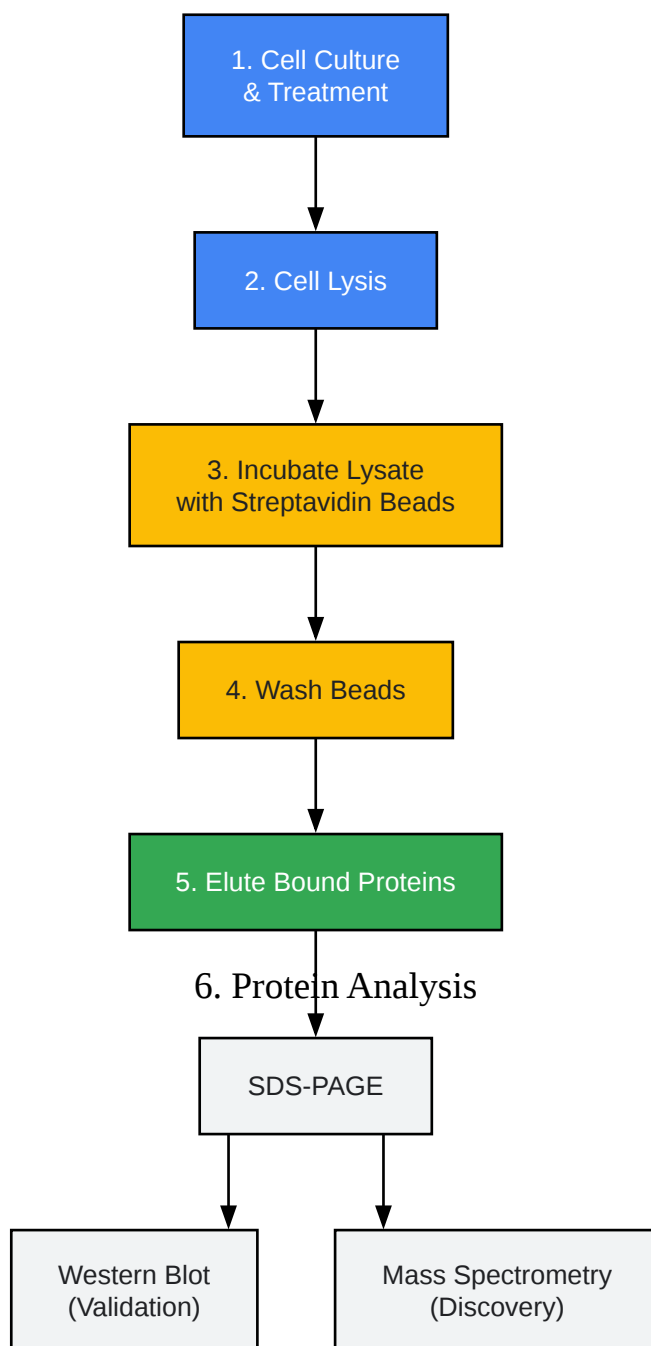 1. Cell Culture
& Treatment
2. Cell Lysis
3. Incubate Lysate
with Streptavidin Beads
4. Wash Beads
5. Elute Bound Proteins
6. Protein Analysis
SDS-PAGE
Western Blot
(Validation)
Mass Spectrometry
(Discovery)